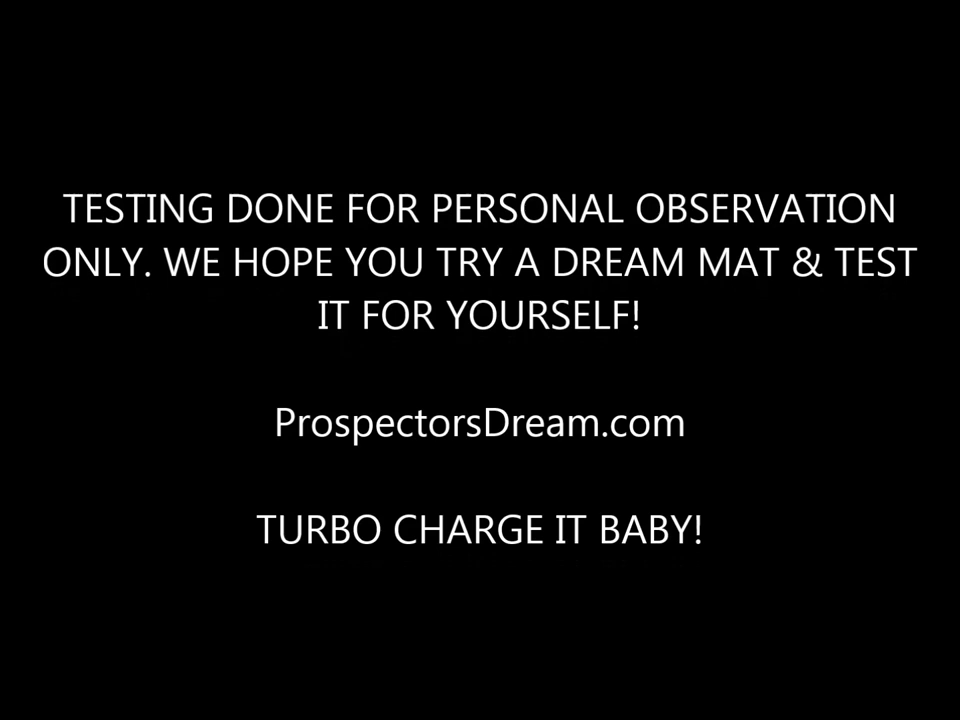 TESTING DONE FOR PERSONAL OBSERVATION
ONLY. WE HOPE YOU TRY A DREAM MAT & TEST
IT FOR YOURSELF!
ProspectorsDream.com
TURBO CHARGE IT BABY!